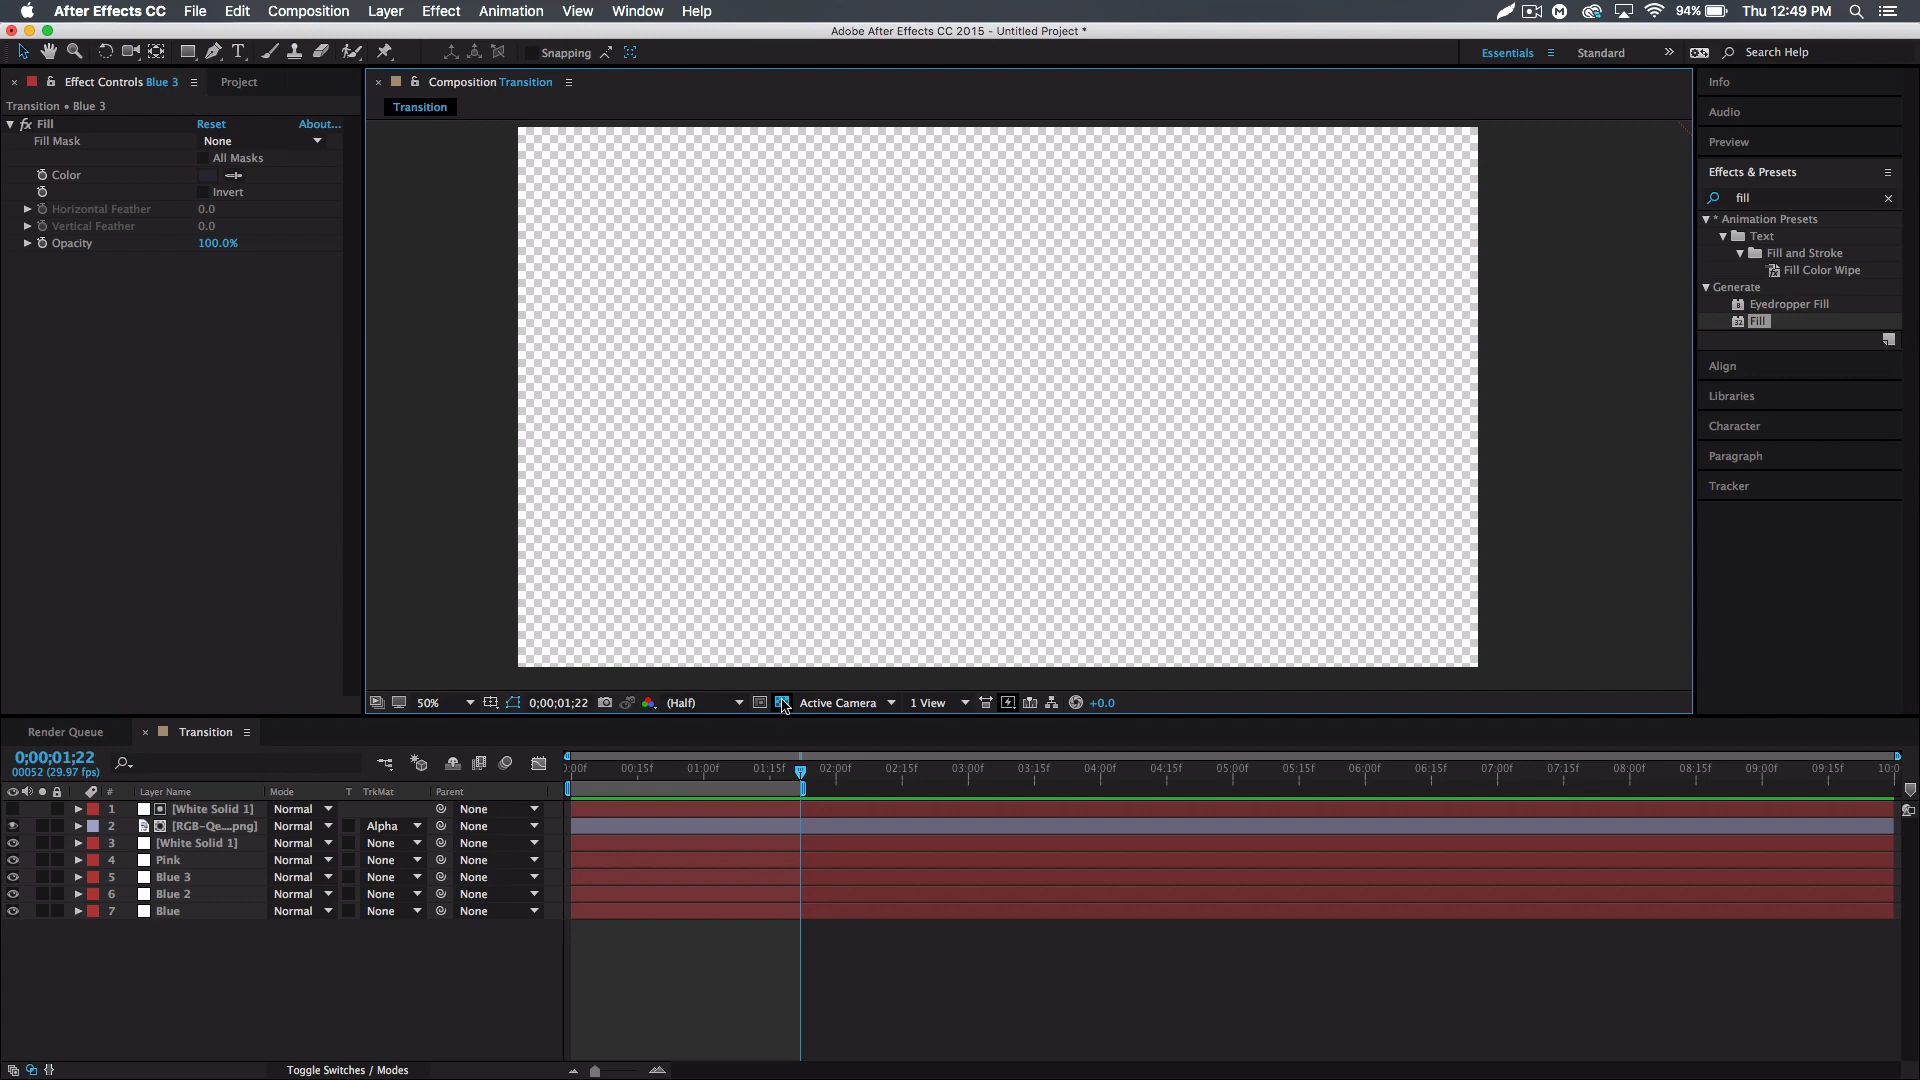 After Effects CC File Edit Composition Layer Effect Animation View Window Help 94% Thu 12:49 PM
Adobe After Effects CC 2015 - Untitled Project *
Snapping Essentials Standard Search Help
Effect Controls Blue 3 Project
Composition Transition
Info
Transition • Blue 3
Transition
Audio
fx Fill Reset About...
Fill Mask None
All Masks
Color
Invert
Horizontal Feather 0.0
Vertical Feather 0.0
Opacity 100.0%
Preview
Effects & Presets
fill
* Animation Presets
Text
Fill and Stroke
Fill Color Wipe
Generate
Eyedropper Fill
Fill
Align
Libraries
Character
Paragraph
Tracker
50% 0;00;01;22 (Half) Active Camera 1 View +0.0
Render Queue Transition
0;00;01;22
00052 (29.97 fps)
:00f 00:15f 01:00f 01:15f 02:00f 02:15f 03:00f 03:15f 04:00f 04:15f 05:00f 05:15f 06:00f 06:15f 07:00f 07:15f 08:00f 08:15f 09:00f 09:15f 10:0
# Layer Name Mode T TrkMat Parent
1 [White Solid 1] Normal None
2 [RGB-Qe....png] Normal Alpha None
3 [White Solid 1] Normal None None
4 Pink Normal None None
5 Blue 3 Normal None None
6 Blue 2 Normal None None
7 Blue Normal None None
Toggle Switches / Modes